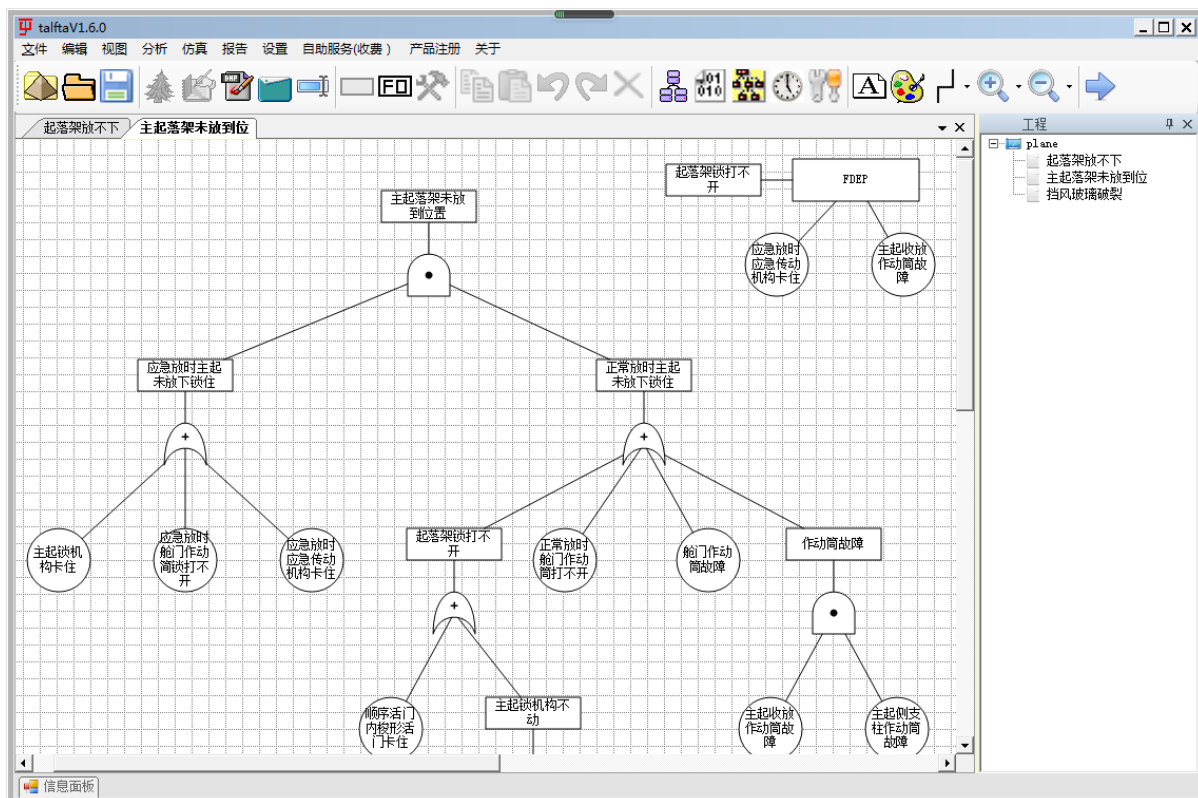 talftaV1.6.0
文件 编辑 视图 分析 仿真 报告 设置 自助服务(收费) 产品注册 关于
FD
d01
010
A
起落架放不下 主起落架未放到位
工程
plane
起落架放不下
主起落架未放到位
挡风玻璃破裂
主起落架未放
到位置
起落架锁打不
开
FDEP
应急放时
应急传动
机构卡住
主起收放
作动筒故
障
应急放时主起
未放下锁住
正常放时主起
未放下锁住
主起锁机
构卡住
应急放时
舱门作动
筒锁打不
开
应急放时
应急传动
机构卡住
起落架锁打不
开
正常放时
舱门作动
筒打不开
舱门作动
筒故障
作动筒故障
顺序活门
内梭形活
门卡住
主起锁机构不
动
主起收放
作动筒故
障
主起侧支
柱作动筒
故障
信息面板